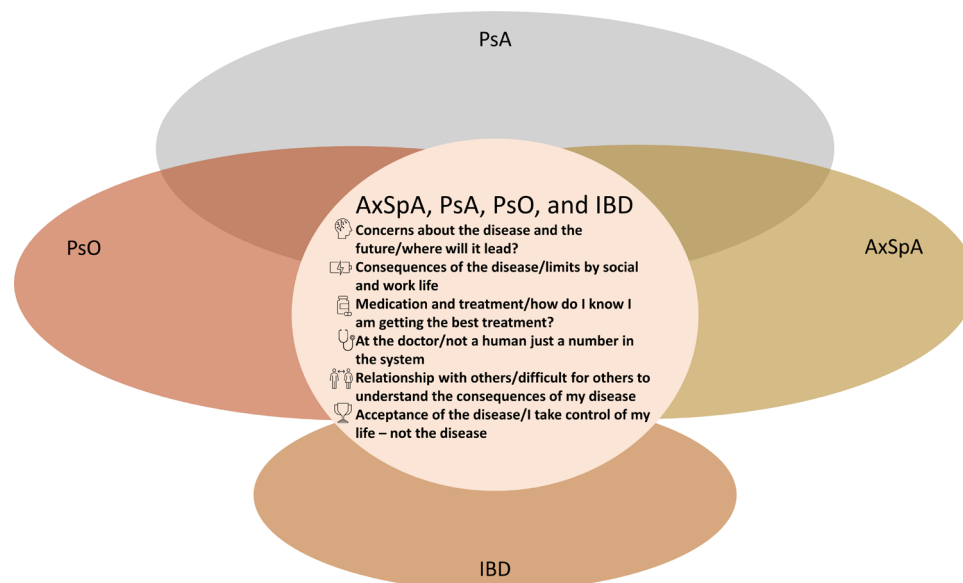 PsA
PsO
AxSpA
AxSpA, PsA, PsO, and IBD
Concerns about the disease and the
future/where will it lead?
Consequences of the disease/limits by social
and work life
Medication and treatment/how do I know I
am getting the best treatment?
At the doctor/not a human just a number in
the system
Relationship with others/difficult for others to
understand the consequences of my disease
Acceptance of the disease/I take control of my
life – not the disease
IBD